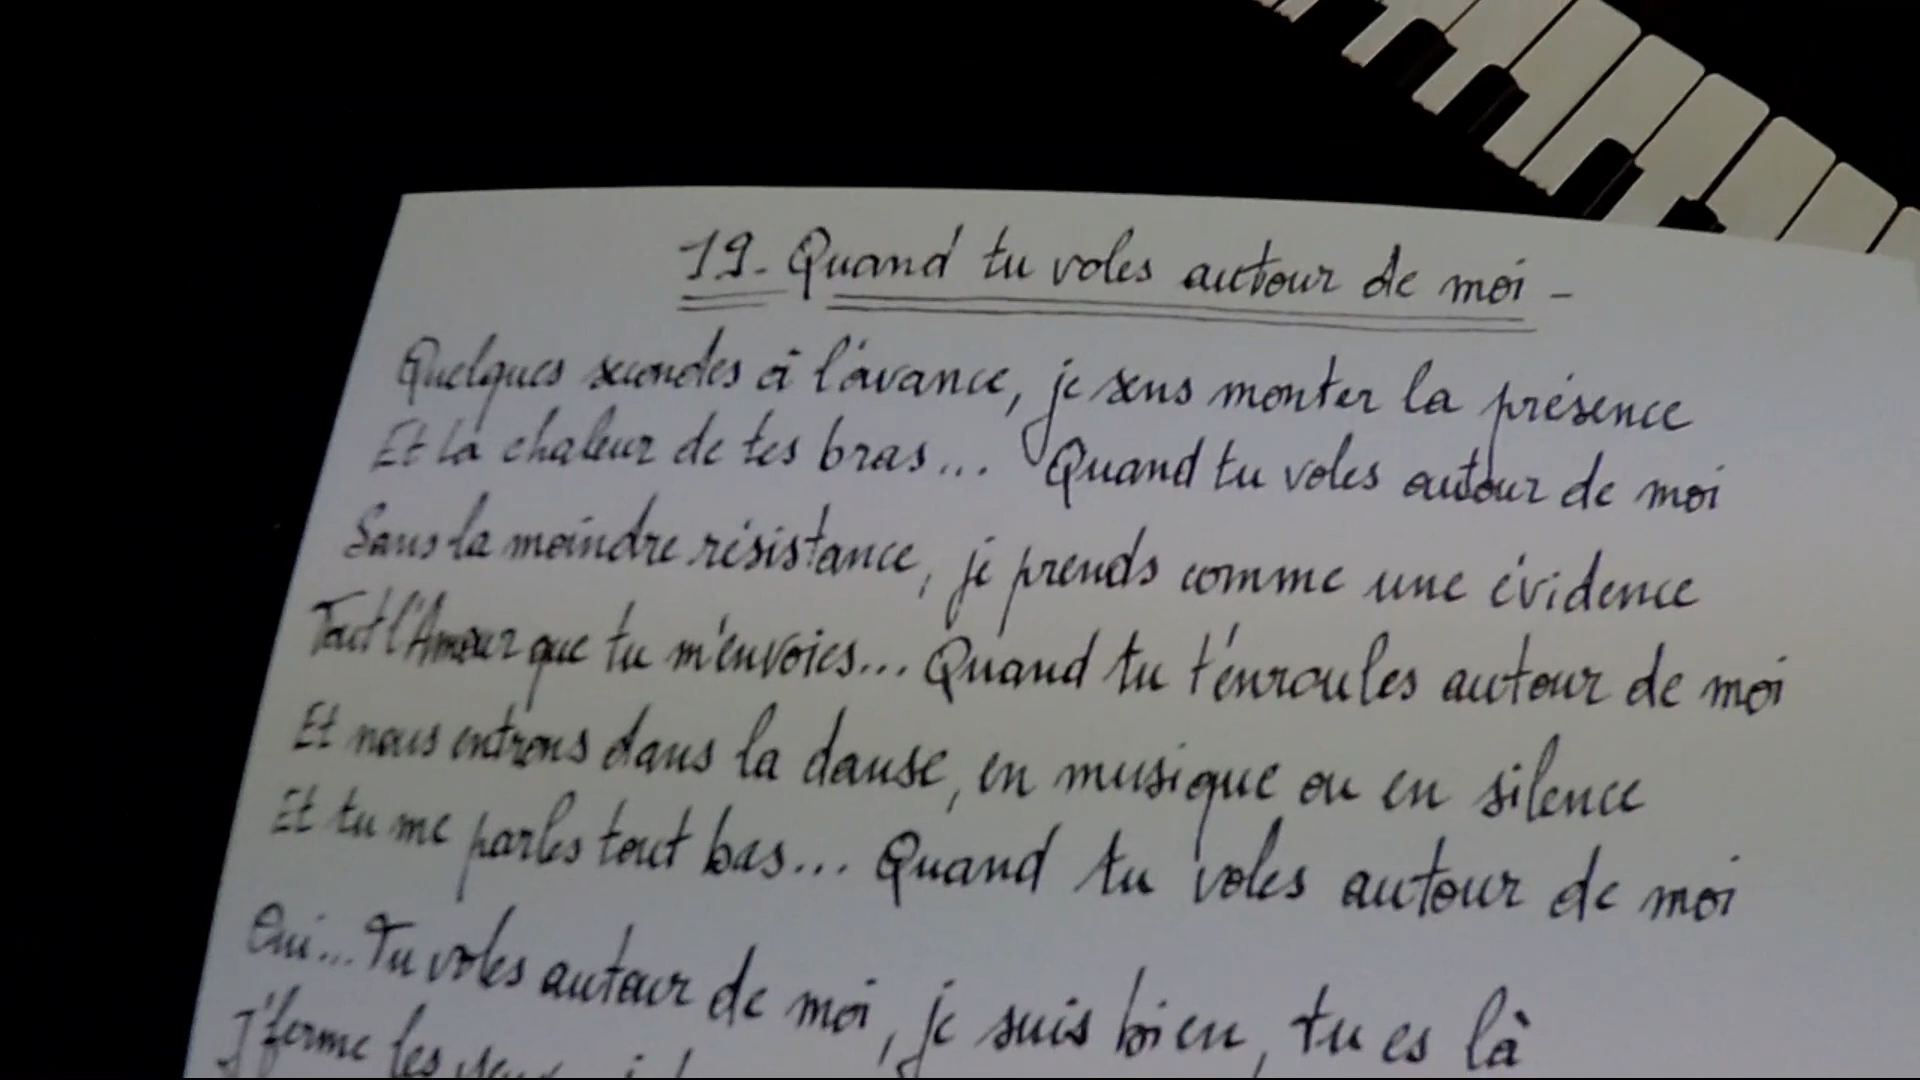 19. Quand tu voles autour de moi -
Quelques secondes à l'avance, je sens monter la présence
Et la chaleur de tes bras... Quand tu voles autour de moi
Sans la moindre résistance, je prends comme une évidence
Tout l'Amour que tu m'envoies... Quand tu t'enroules autour de moi
Et nous entrons dans la danse, en musique ou en silence
Et tu me parles tout bas... Quand tu voles autour de moi
Oui... Tu voles autour de moi, je suis bien, tu es là
J'ferme les yeux